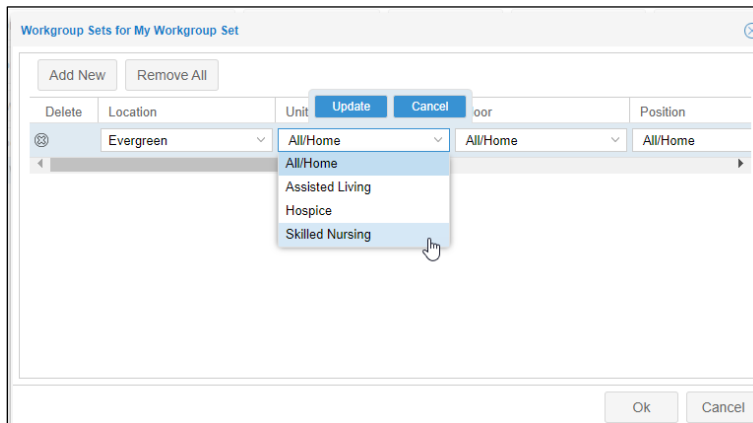 Workgroup Sets for My Workgroup Set
Add New Remove All
Update Cancel
Delete Location Unit oor Position
Evergreen All/Home All/Home All/Home
All/Home
Assisted Living
Hospice
Skilled Nursing
Ok Cancel